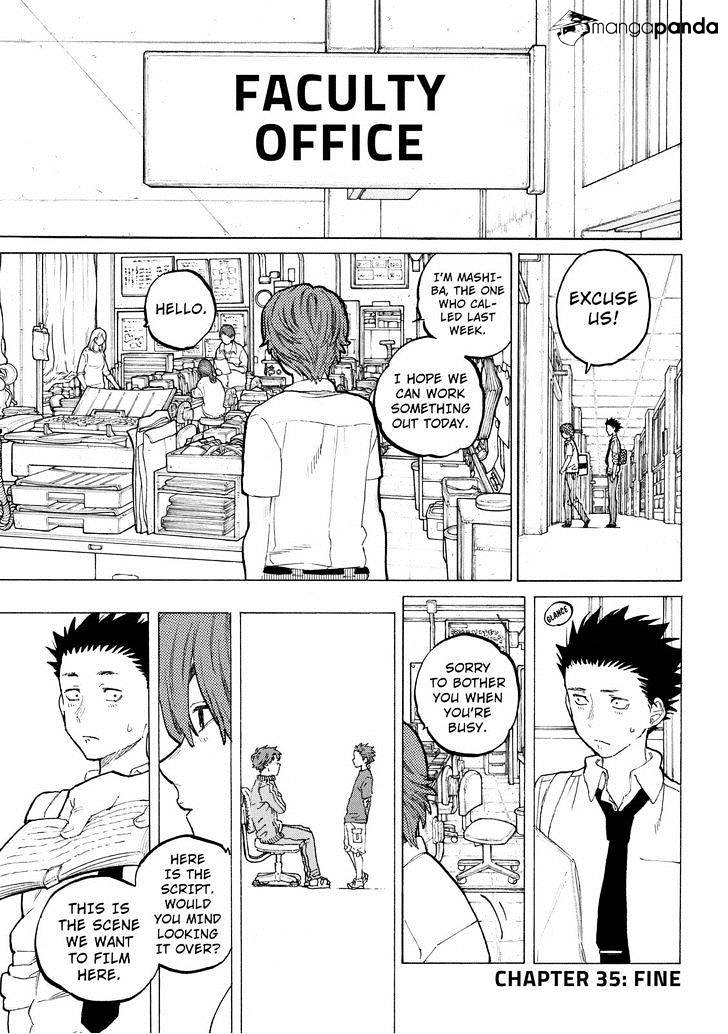 mangapanda
FACULTY
OFFICE
EXCUSE
US!
I'M MASHI-
BA, THE ONE
WHO CAL-
LED LAST
WEEK.
I HOPE WE
CAN WORK
SOMETHING
OUT TODAY.
HELLO.
GLANCE
SORRY
TO BOTHER
YOU WHEN
YOU'RE
BUSY.
HERE
IS THE
SCRIPT.
WOULD
YOU MIND
LOOKING
IT OVER?
THIS IS
THE SCENE
WE WANT
TO FILM
HERE.
CHAPTER 35: FINE